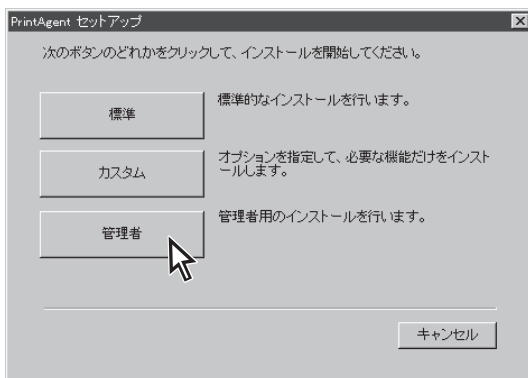 PrintAgent セットアップ
次のボタンのどれかをクリックして、インストールを開始してください。
標準
標準的なインストールを行います。
カスタム
オプションを指定して、必要な機能だけをインスト
ールします。
管理者
管理者用のインストールを行います。
キャンセル